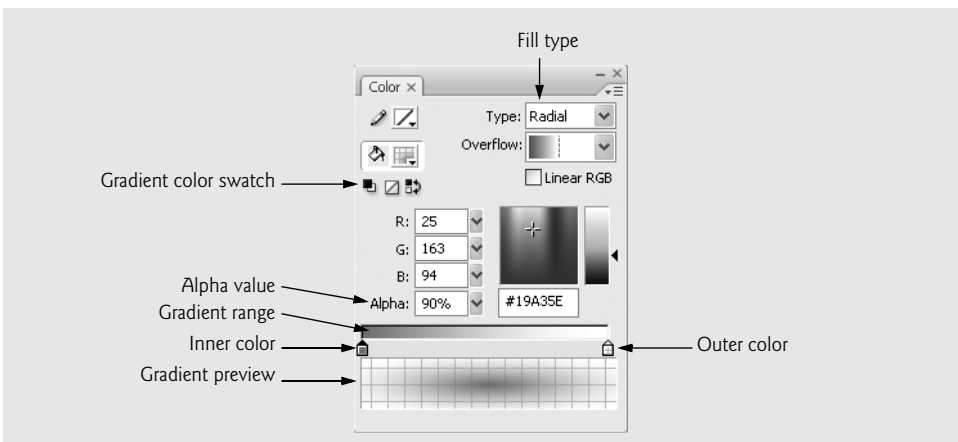 Fill type
Color ×
Type: Radial
Overflow:
Linear RGB
Gradient color swatch
R: 25
G: 163
B: 94
Alpha value
Alpha: 90%
#19A35E
Gradient range
Inner color
Outer color
Gradient preview